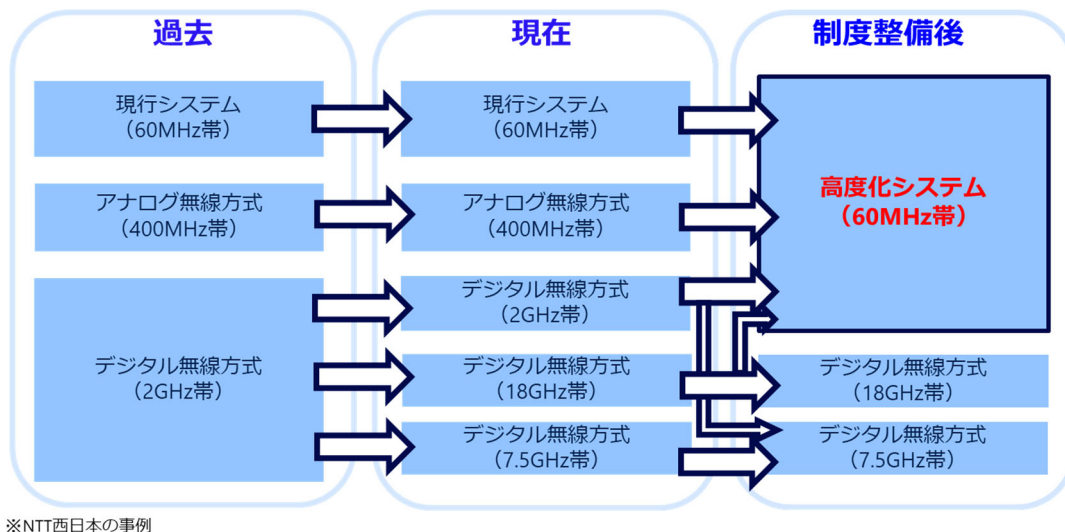 過去
現行システム
（60MHz帯）
アナログ無線方式
（400MHz帯）
デジタル無線方式
（2GHz帯）
現在
現行システム
（60MHz帯）
アナログ無線方式
（400MHz帯）
デジタル無線方式
（2GHz帯）
デジタル無線方式
（18GHz帯）
デジタル無線方式
（7.5GHz帯）
制度整備後
高度化システム
（60MHz帯）
デジタル無線方式
（18GHz帯）
デジタル無線方式
（7.5GHz帯）
※NTT西日本の事例